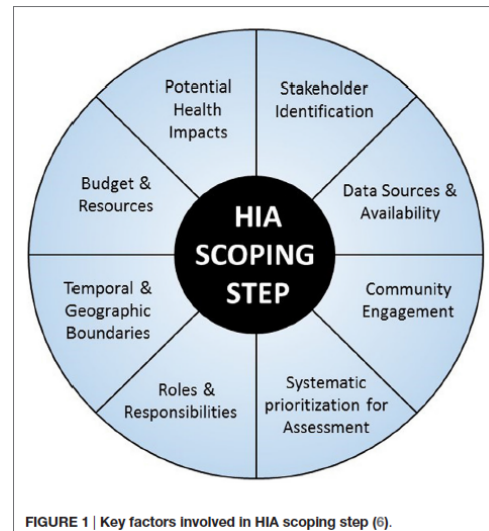 Potential
Health
Impacts
Stakeholder
Identification
Data Sources &
Availability
Community
Engagement
Systematic
prioritization for
Assessment
Roles &
Responsibilities
Temporal &
Geographic
Boundaries
Budget &
Resources
HIA
SCOPING
STEP
FIGURE 1 | Key factors involved in HIA scoping step (6).